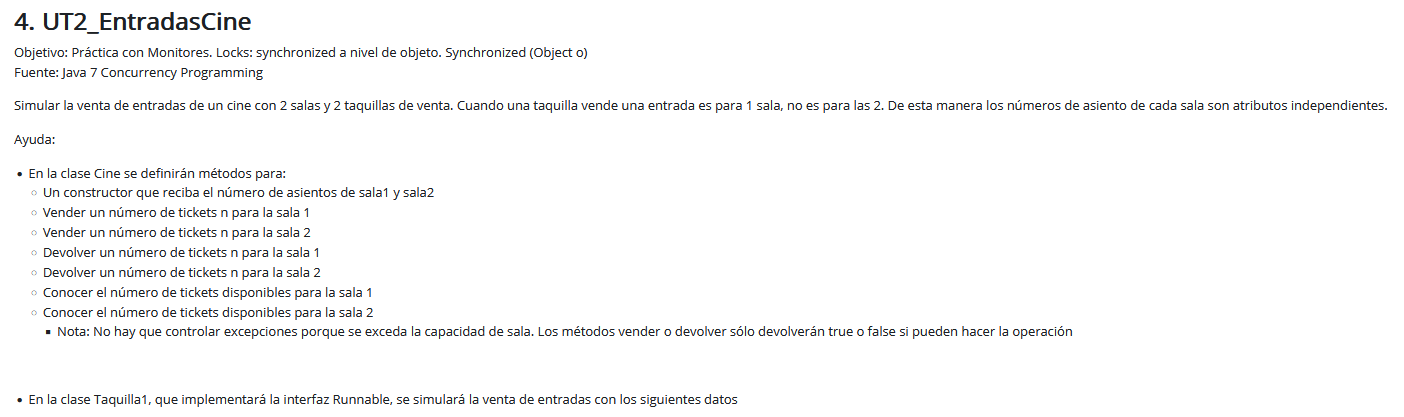 4. UT2_EntradasCine
Objetivo: Práctica con Monitores. Locks: synchronized a nivel de objeto. Synchronized (Object o)
Fuente: Java 7 Concurrency Programming
Simular la venta de entradas de un cine con 2 salas y 2 taquillas de venta. Cuando una taquilla vende una entrada es para 1 sala, no es para las 2. De esta manera los números de asiento de cada sala son atributos independientes.
Ayuda:
• En la clase Cine se definirán métodos para:
◦ Un constructor que reciba el número de asientos de sala1 y sala2
◦ Vender un número de tickets n para la sala 1
◦ Vender un número de tickets n para la sala 2
◦ Devolver un número de tickets n para la sala 1
◦ Devolver un número de tickets n para la sala 2
◦ Conocer el número de tickets disponibles para la sala 1
◦ Conocer el número de tickets disponibles para la sala 2
▪ Nota: No hay que controlar excepciones porque se exceda la capacidad de sala. Los métodos vender o devolver sólo devolverán true o false si pueden hacer la operación
• En la clase Taquilla1, que implementará la interfaz Runnable, se simulará la venta de entradas con los siguientes datos